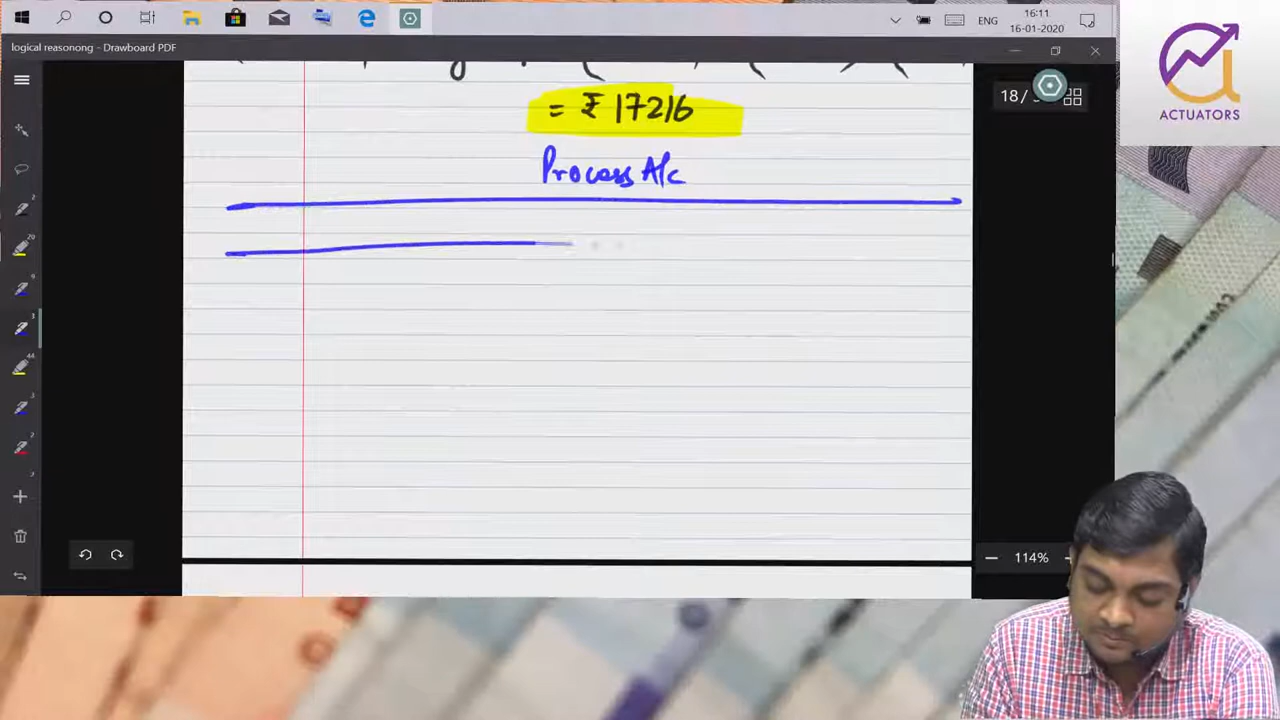 16:11
ENG
16-01-2020
logical reasonong - Drawboard PDF
18 /
= ₹ 17216
Process A/c
ACTUATORS
114%